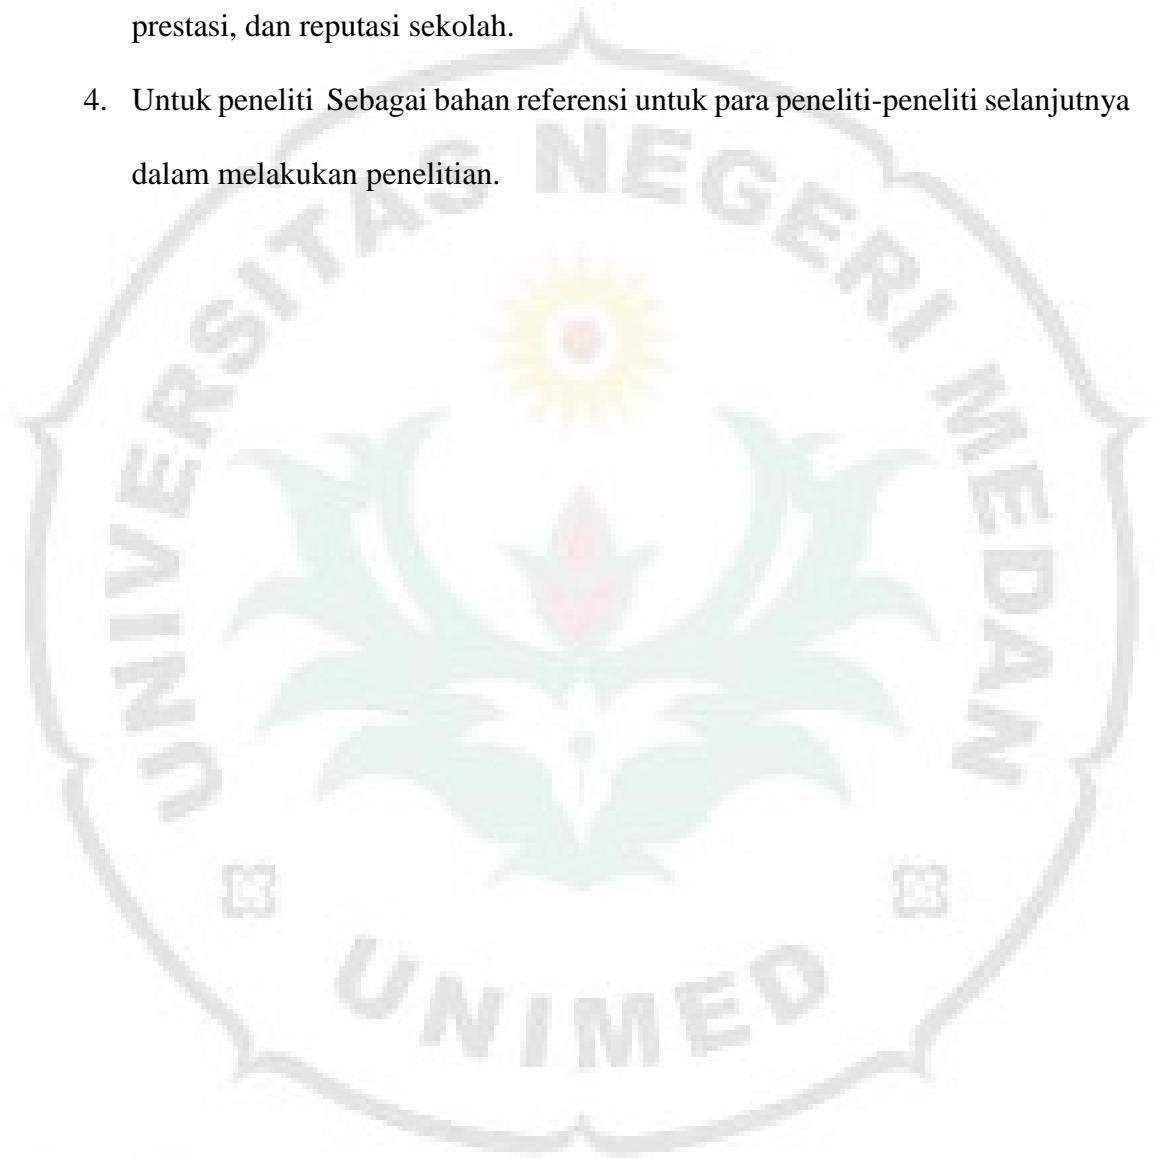 prestasi, dan reputasi sekolah.
4. Untuk peneliti Sebagai bahan referensi untuk para peneliti-peneliti selanjutnya
dalam melakukan penelitian.
UNIVERSITAS NEGERI MEDAN
UNIMED